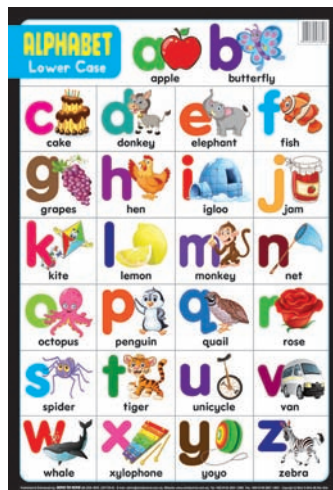 ALPHABET
Lower Case
a b
apple butterfly
c d e f
cake donkey elephant fish
g h i j
grapes hen igloo jam
k l m n
kite lemon monkey net
o p q r
octopus penguin quail rose
s t u v
spider tiger unicycle van
w x y z
whale xylophone yoyo zebra